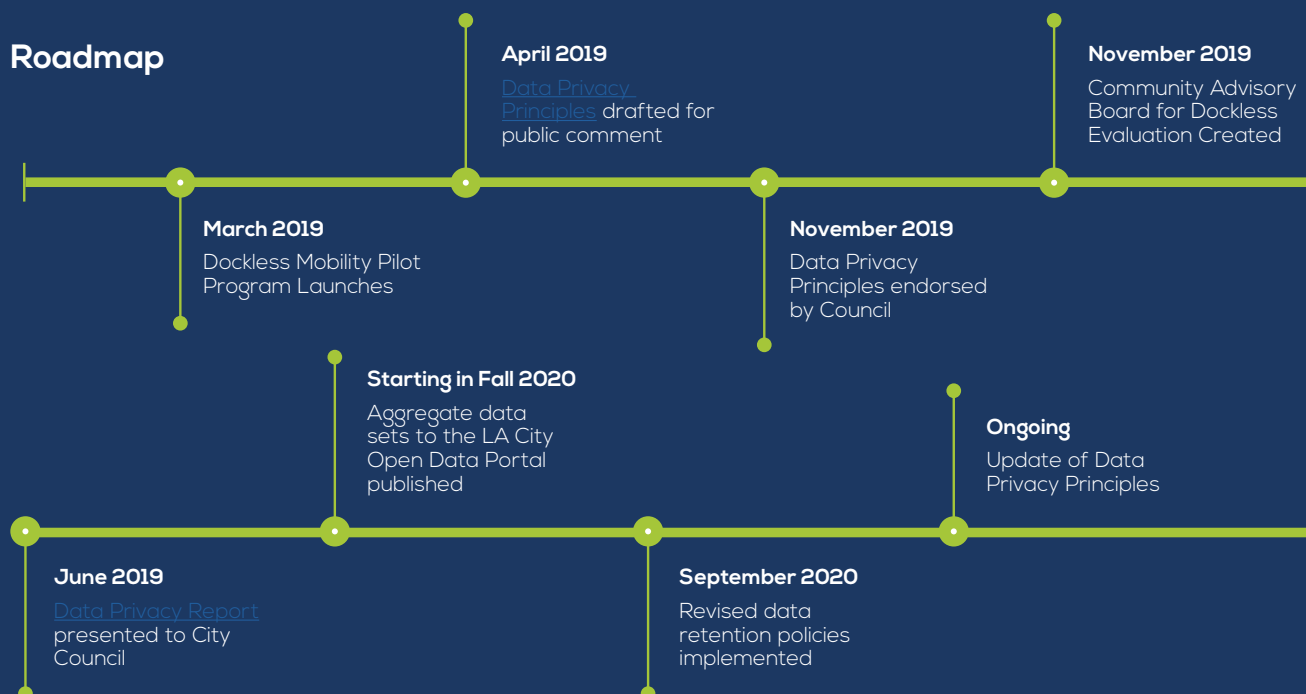 Roadmap
March 2019
Dockless Mobility Pilot
Program Launches
April 2019
Data Privacy
Principles drafted for
public comment
November 2019
Data Privacy
Principles endorsed
by Council
November 2019
Community Advisory
Board for Dockless
Evaluation Created
June 2019
Data Privacy Report
presented to City
Council
Starting in Fall 2020
Aggregate data
sets to the LA City
Open Data Portal
published
September 2020
Revised data
retention policies
implemented
Ongoing
Update of Data
Privacy Principles